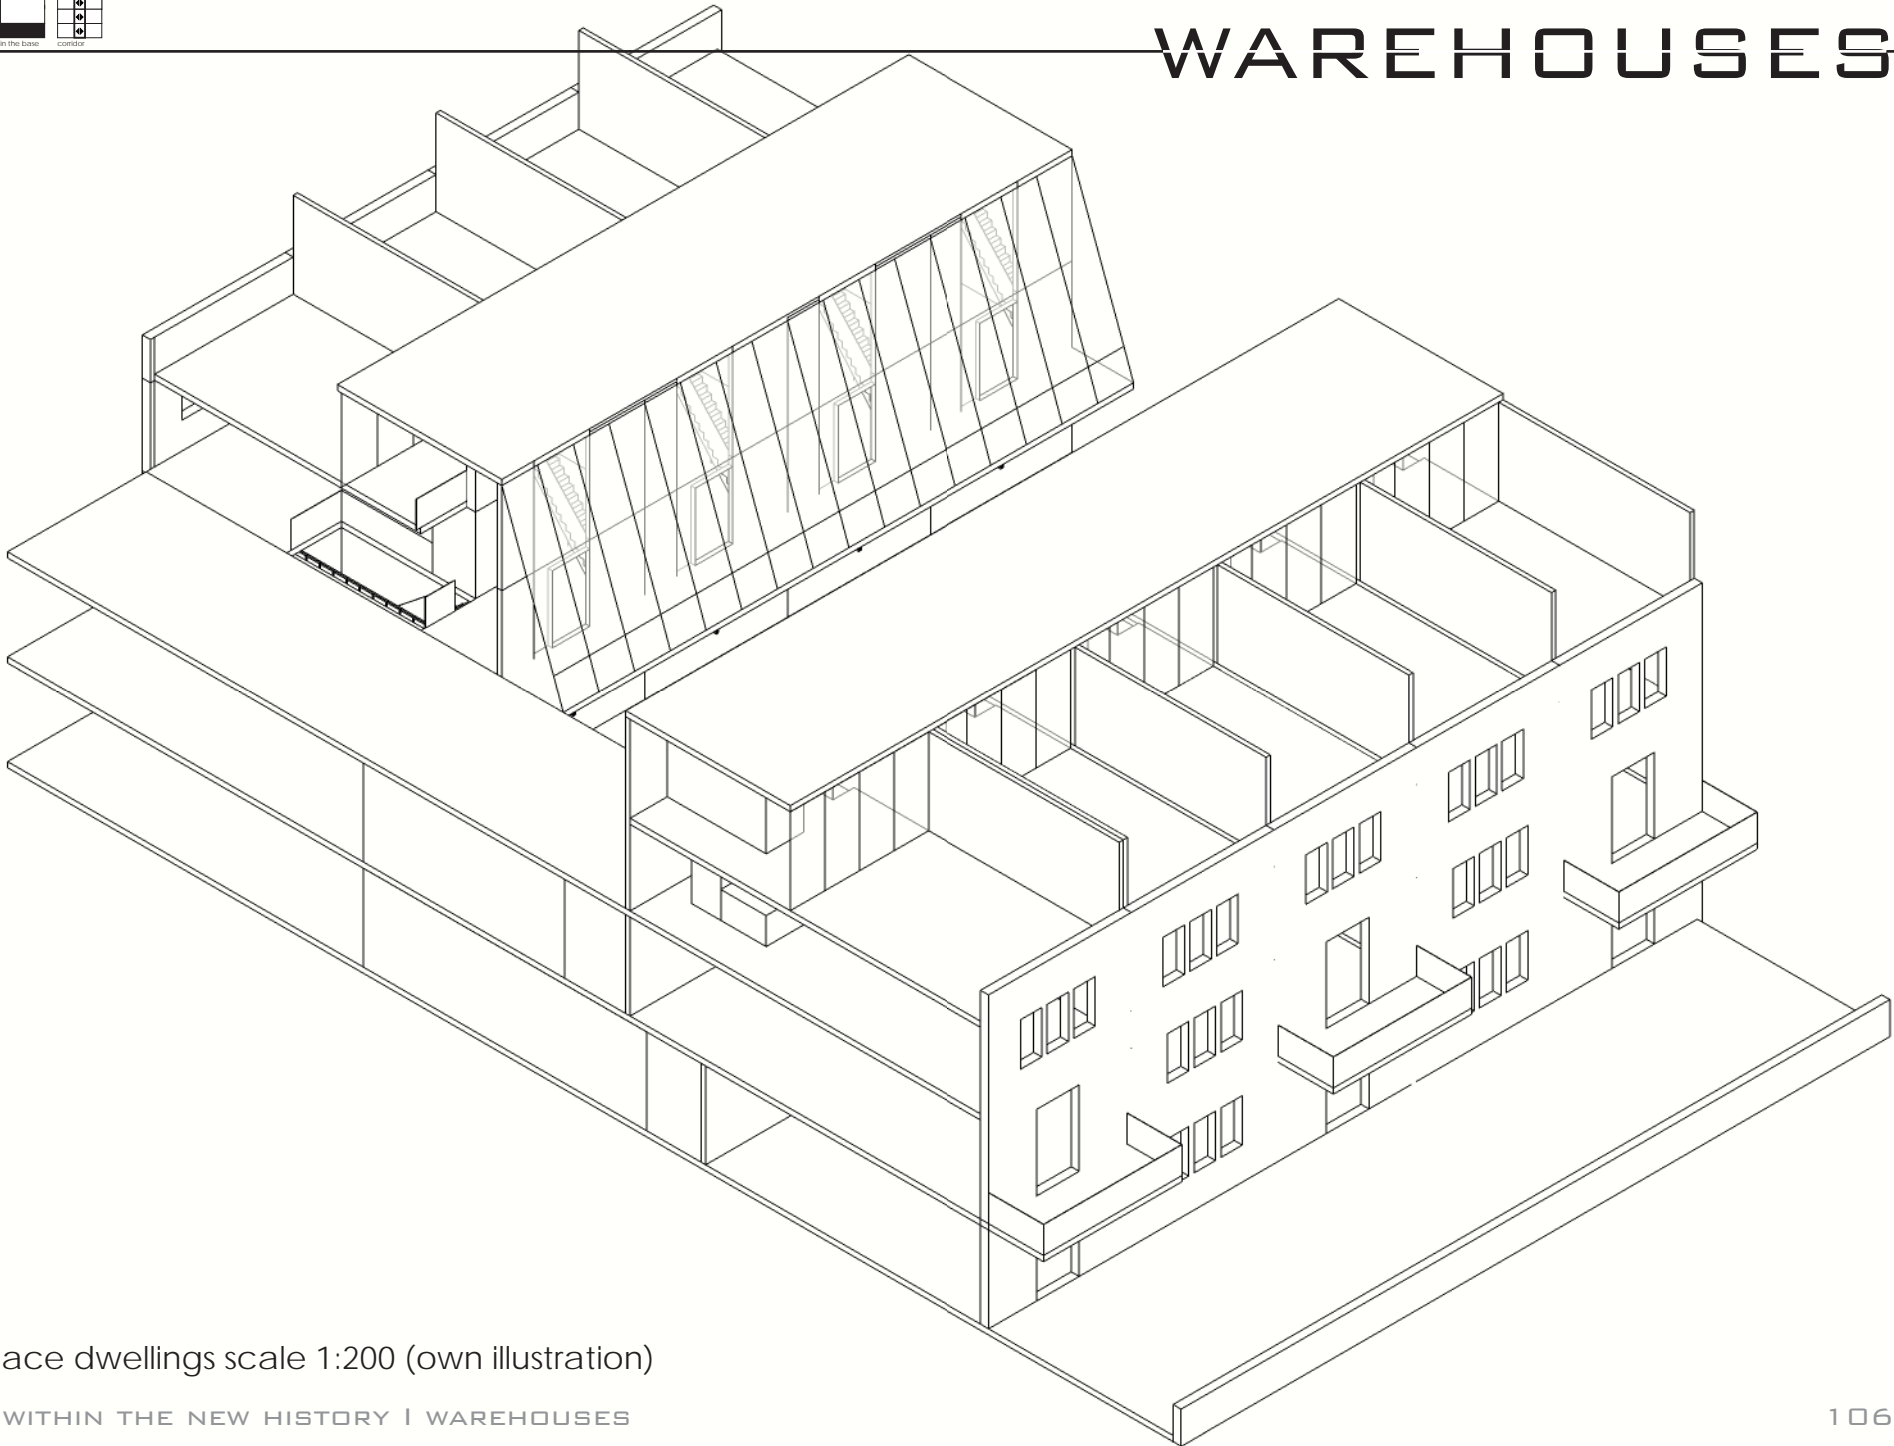 in the base corridor
WAREHOUSES
ace dwellings scale 1:200 (own illustration)
WITHIN THE NEW HISTORY | WAREHOUSES
106